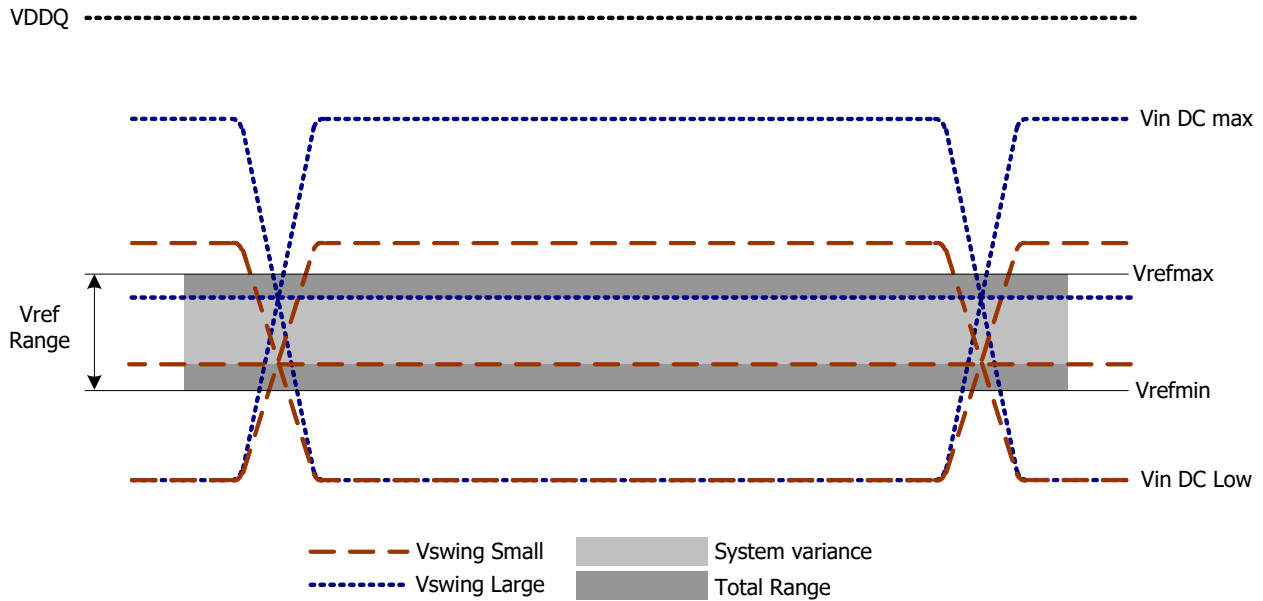 VDDQ
Vin DC max
Vrefmax
Vref
Range
Vrefmin
Vin DC Low
Vswing Small
System variance
Vswing Large
Total Range